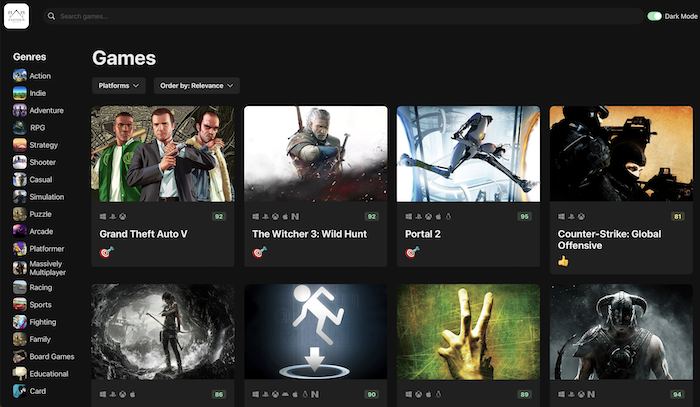 Search games...
Dark Mode
Genres
Action
Indie
Adventure
RPG
Strategy
Shooter
Casual
Simulation
Puzzle
Arcade
Platformer
Massively
Multiplayer
Racing
Sports
Fighting
Family
Board Games
Educational
Card
Games
Platforms
Order by: Relevance
92
Grand Theft Auto V
92
The Witcher 3: Wild Hunt
95
Portal 2
81
Counter-Strike: Global
Offensive
86
90
89
94